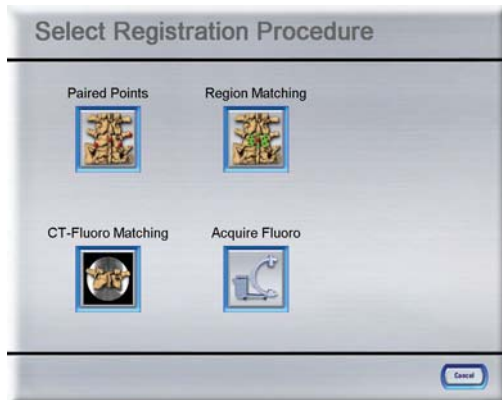 Select Registration Procedure
Paired Points
Region Matching
CT-Fluoro Matching
Acquire Fluoro
Cancel